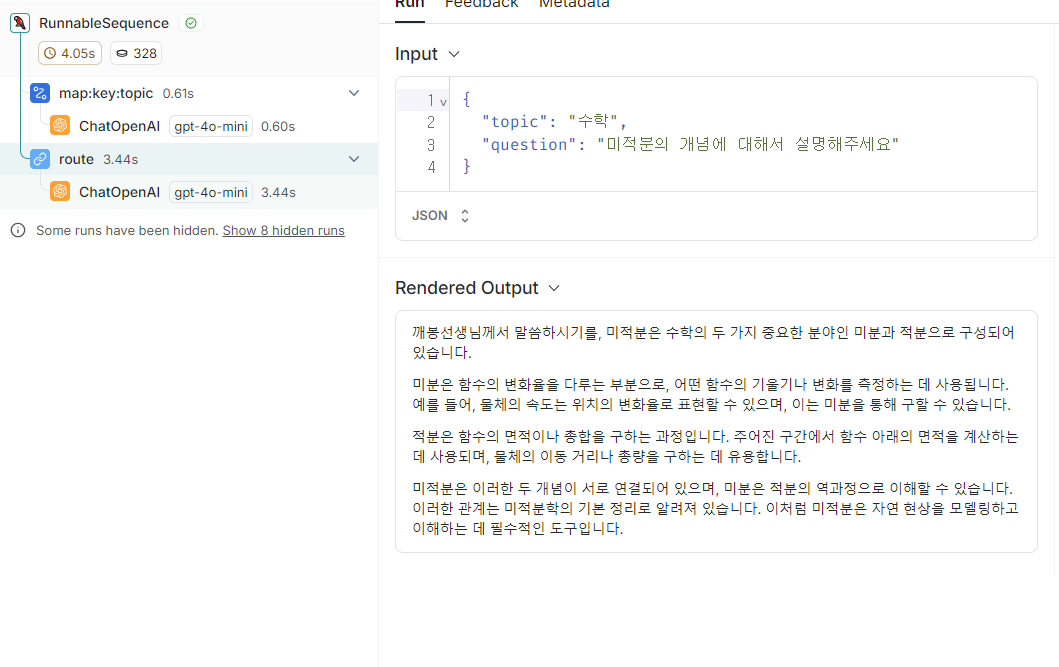 RunnableSequence
4.05s 328
map:key:topic 0.61s
ChatOpenAI gpt-4o-mini 0.60s
route 3.44s
ChatOpenAI gpt-4o-mini 3.44s
Some runs have been hidden. Show 8 hidden runs
Run Feedback Metadata
Input
1 {
2 "topic": "수학",
3 "question": "미적분의 개념에 대해서 설명해주세요"
4 }
JSON
Rendered Output
깨봉선생님께서 말씀하시기를, 미적분은 수학의 두 가지 중요한 분야인 미분과 적분으로 구성되어
있습니다.
미분은 함수의 변화율을 다루는 부분으로, 어떤 함수의 기울기나 변화를 측정하는 데 사용됩니다.
예를 들어, 물체의 속도는 위치의 변화율로 표현할 수 있으며, 이는 미분을 통해 구할 수 있습니다.
적분은 함수의 면적이나 총합을 구하는 과정입니다. 주어진 구간에서 함수 아래의 면적을 계산하는
데 사용되며, 물체의 이동 거리나 총량을 구하는 데 유용합니다.
미적분은 이러한 두 개념이 서로 연결되어 있으며, 미분은 적분의 역과정으로 이해할 수 있습니다.
이러한 관계는 미적분학의 기본 정리로 알려져 있습니다. 이처럼 미적분은 자연 현상을 모델링하고
이해하는 데 필수적인 도구입니다.